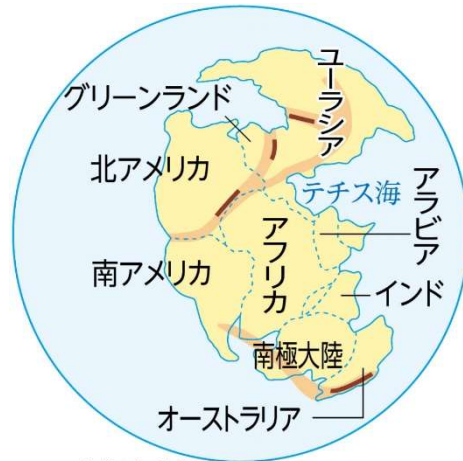 ユーラシア
グリーンランド
北アメリカ
テチス海
アラビア
アフリカ
南アメリカ
インド
南極大陸
オーストラリア